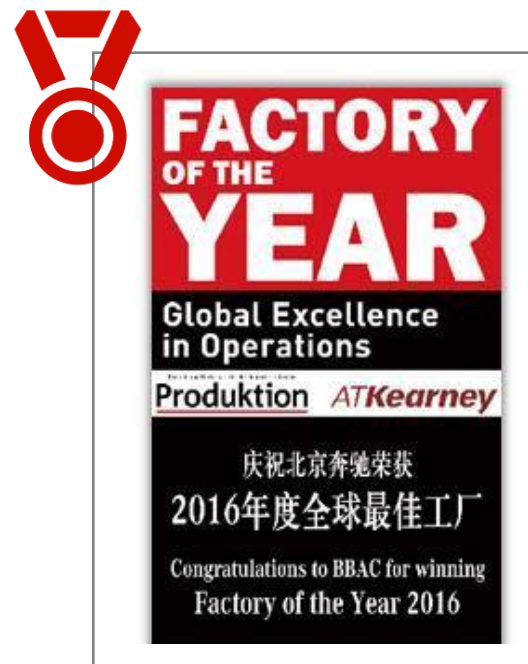 FACTORY
OF THE
YEAR
Global Excellence
in Operations
Produktion ATKearney
庆祝北京奔驰荣获
2016年度全球最佳工厂
Congratulations to BBAC for winning
Factory of the Year 2016